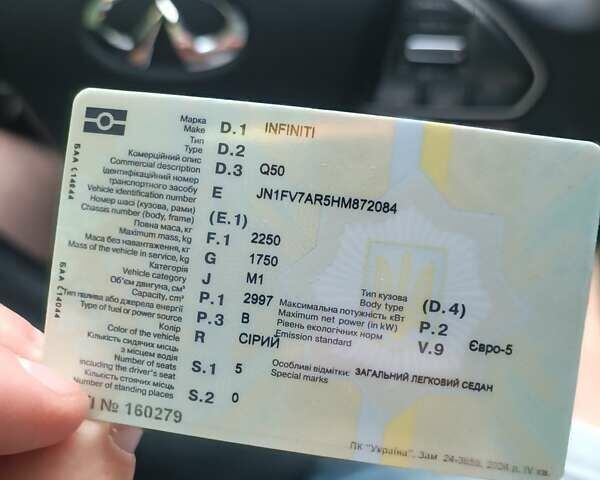 Марка
Make D.1 INFINITI
Тип
Type D.2
Комерційний опис
Commercial description D.3 Q50
Ідентифікаційний номер
транспортного засобу
Vehicle identification number E JN1FV7AR5HM872084
Номер шасі (кузова, рами)
Chassis number (body, frame) (E.1)
Повна маса, кг
Maximum mass, kg F.1 2250
Маса без навантаження, кг
Mass of the vehicle in service, kg G 1750
Категорія
Vehicle category J M1
Об'єм двигуна, см³
Capacity, cm³ P.1 2997
Тип палива або джерела енергії
Type of fuel or power source P.3 B
Колір
Color of the vehicle R СІРИЙ
Кількість сидячих місць
з місцем водія
Number of seats
including the driver's seat S.1 5
Кількість стоячих місць
Number of standing places S.2 0
Тип кузова
Body type (D.4)
Максимальна потужність кВт
Maximum net power (in kW) P.2
Рівень екологічних норм
Emission standard V.9 Євро-5
Особливі відмітки: ЗАГАЛЬНИЙ ЛЕГКОВИЙ СЕДАН
Special marks
№ 160279
ПК "Україна". Зам
р. IV кв.